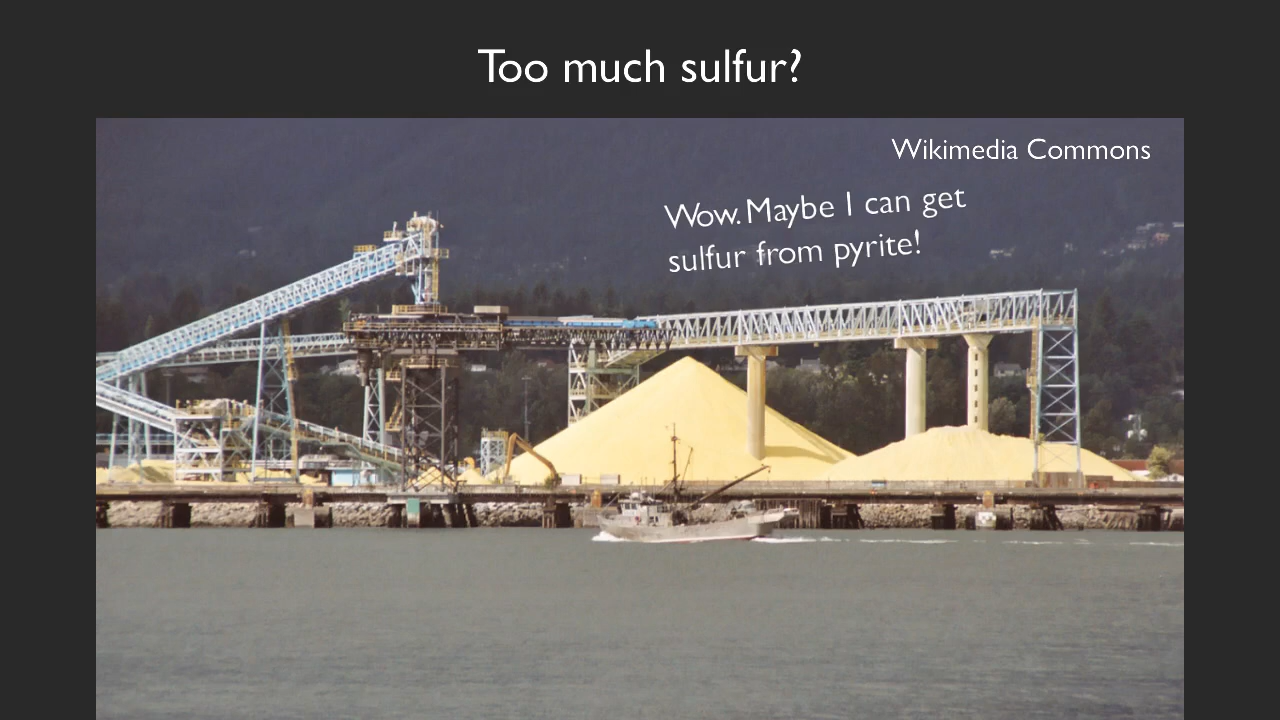 Too much sulfur?
Wikimedia Commons
Wow. Maybe I can get
sulfur from pyrite!